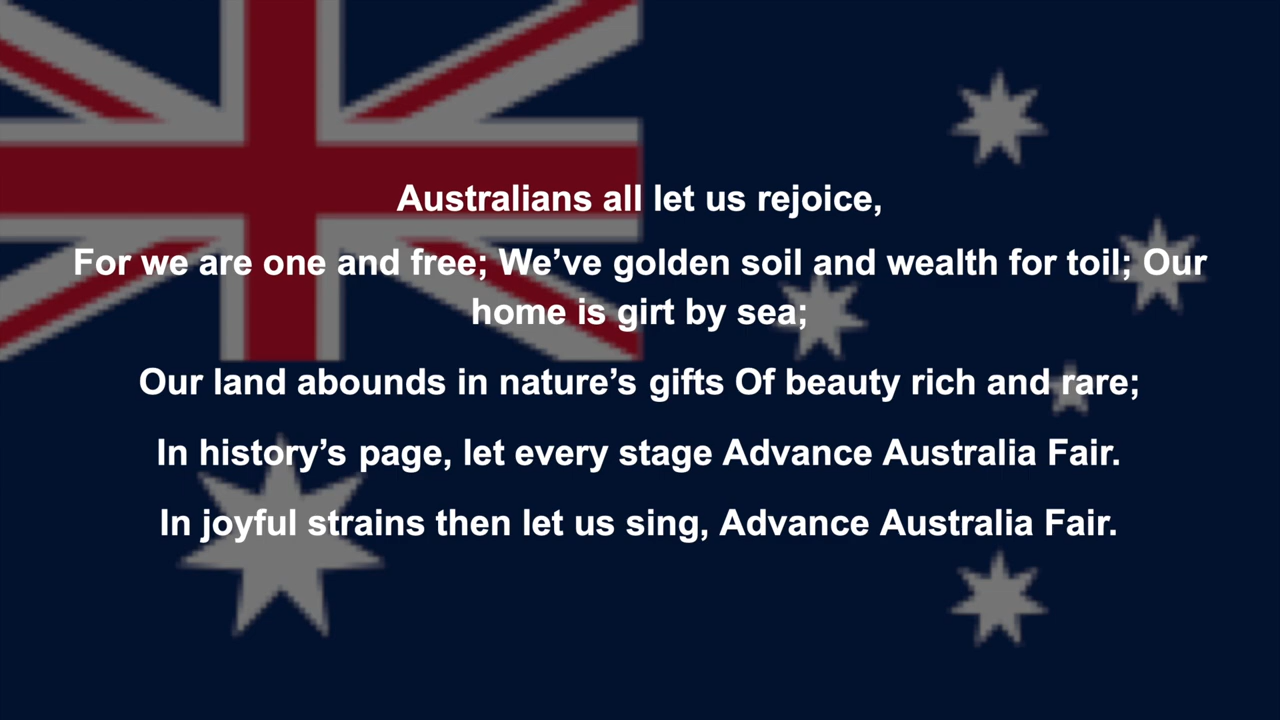 Australians all let us rejoice,
For we are one and free; We’ve golden soil and wealth for toil; Our
home is girt by sea;
Our land abounds in nature’s gifts Of beauty rich and rare;
In history’s page, let every stage Advance Australia Fair.
In joyful strains then let us sing, Advance Australia Fair.